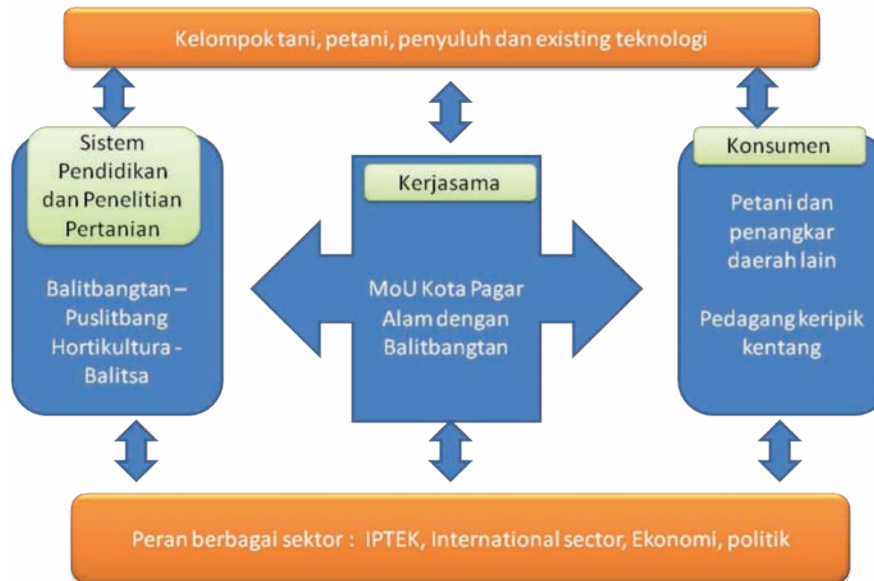 Kelompok tani, petani, penyuluh dan existing teknologi
Sistem
Pendidikan
dan Penelitian
Pertanian
Balitbangtan –
Puslitbang
Hortikultura -
Balitsa
Kerjasama
MoU Kota Pagar
Alam dengan
Balitbangtan
Konsumen
Petani dan
penangkar
daerah lain
Pedagang keripik
kentang
Peran berbagai sektor : IPTEK, International sector, Ekonomi, politik